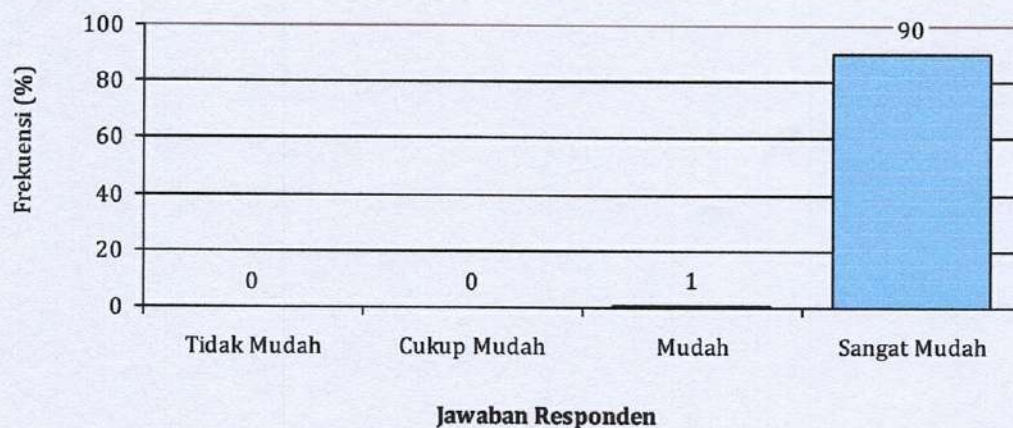 100
90
80
60
40
20
0
0
0
1
Frekuensi (%)
Tidak Mudah
Cukup Mudah
Mudah
Sangat Mudah
Jawaban Responden